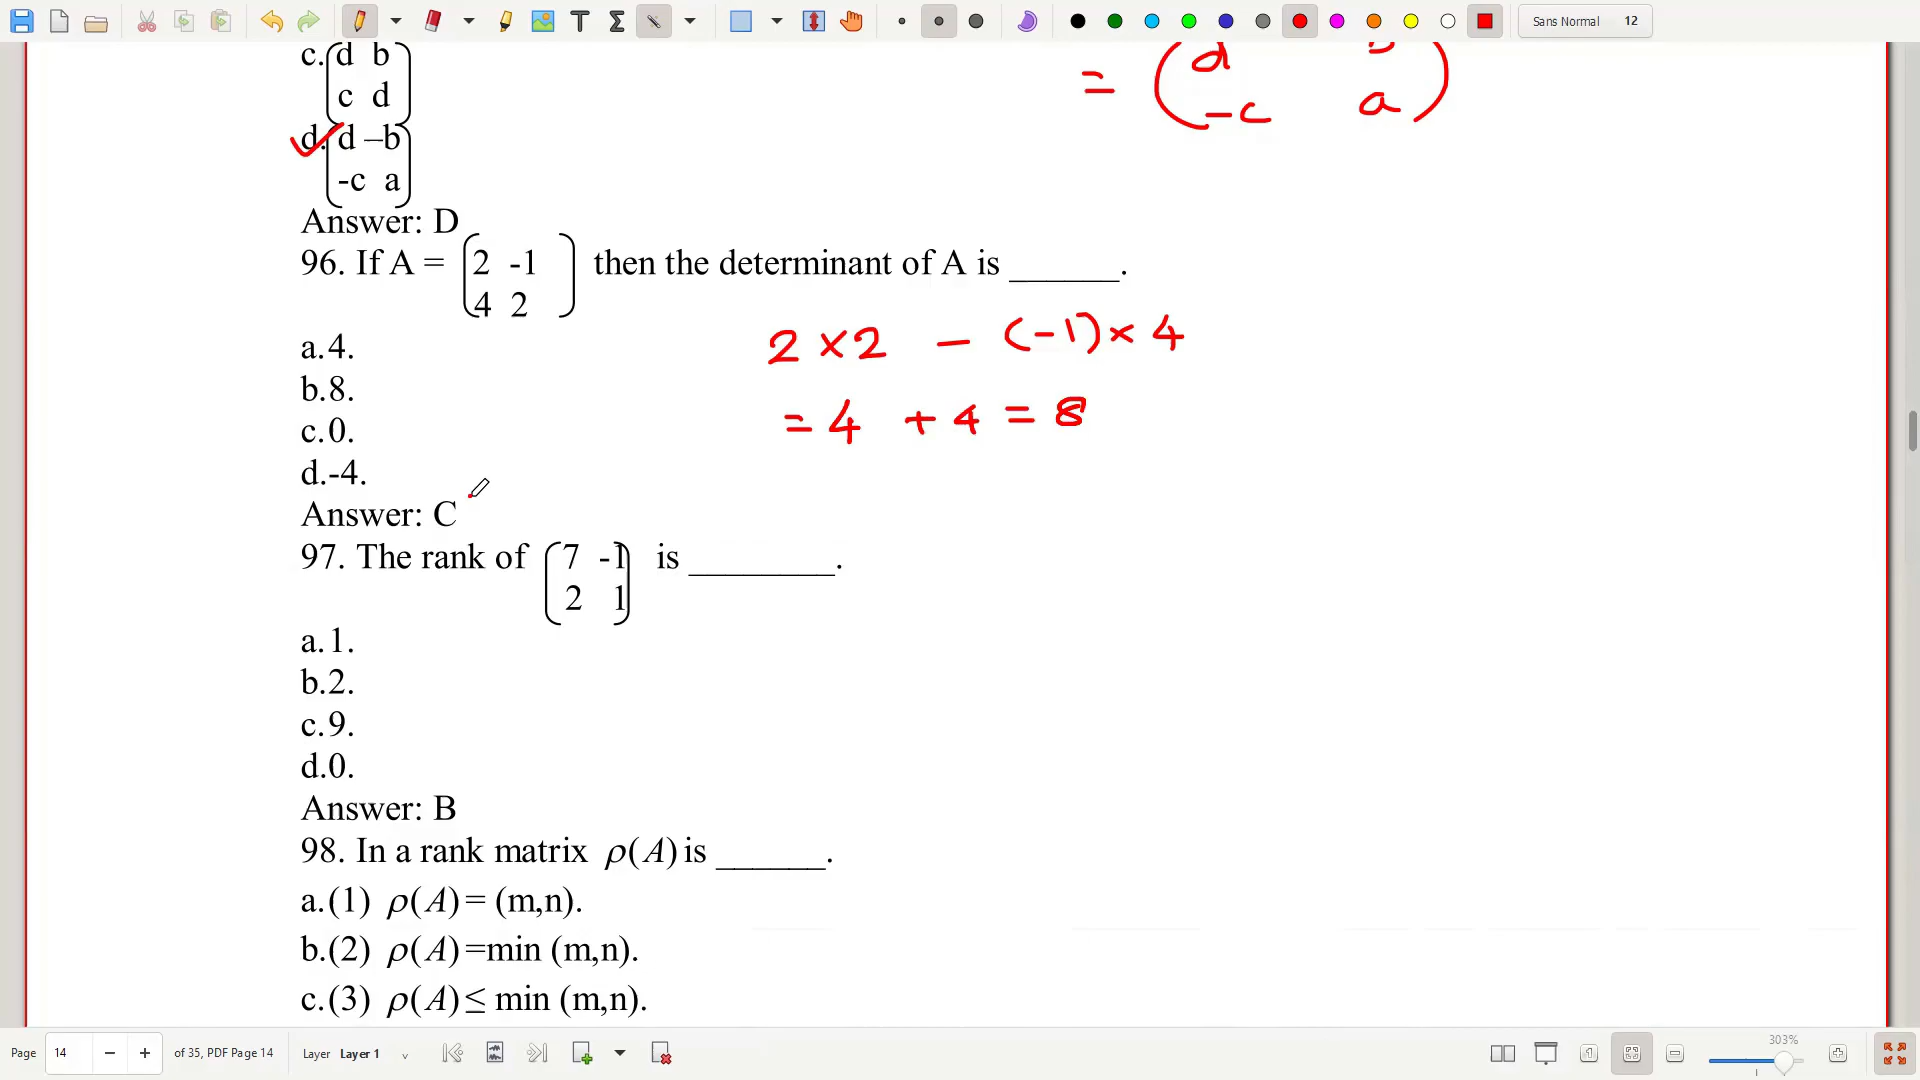 Sans Normal 12
c. d b
c d
= d
-c a
d. d –b
-c a
Answer: D
96. If A = 2 -1 then the determinant of A is ______.
4 2
2 × 2 - (-1) × 4
a.4.
b.8.
= 4 + 4 = 8
c.0.
d.-4.
Answer: C
97. The rank of 7 -1 is ________.
2 1
a.1.
b.2.
c.9.
d.0.
Answer: B
98. In a rank matrix ρ(A) is ______.
a.(1) ρ(A)= (m,n).
b.(2) ρ(A)=min (m,n).
c.(3) ρ(A)≤ min (m,n).
Page 14 of 35, PDF Page 14 Layer Layer 1 303%